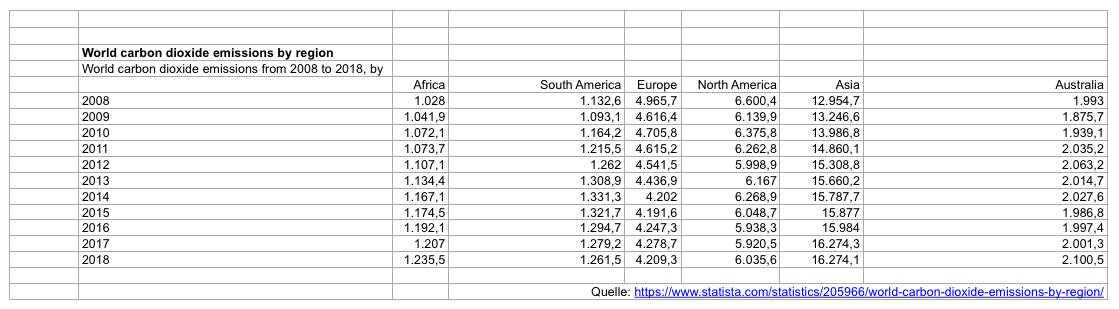 World carbon dioxide emissions by region
World carbon dioxide emissions from 2008 to 2018, by
Africa South America Europe North America Asia Australia
2008 1.028 1.132,6 4.965,7 6.600,4 12.954,7 1.993
2009 1.041,9 1.093,1 4.616,4 6.139,9 13.246,6 1.875,7
2010 1.072,1 1.164,2 4.705,8 6.375,8 13.986,8 1.939,1
2011 1.073,7 1.215,5 4.615,2 6.262,8 14.860,1 2.035,2
2012 1.107,1 1.262 4.541,5 5.998,9 15.308,8 2.063,2
2013 1.134,4 1.308,9 4.436,9 6.167 15.660,2 2.014,7
2014 1.167,1 1.331,3 4.202 6.268,9 15.787,7 2.027,6
2015 1.174,5 1.321,7 4.191,6 6.048,7 15.877 1.986,8
2016 1.192,1 1.294,7 4.247,3 5.938,3 15.984 1.997,4
2017 1.207 1.279,2 4.278,7 5.920,5 16.274,3 2.001,3
2018 1.235,5 1.261,5 4.209,3 6.035,6 16.274,1 2.100,5
Quelle: https://www.statista.com/statistics/205966/world-carbon-dioxide-emissions-by-region/